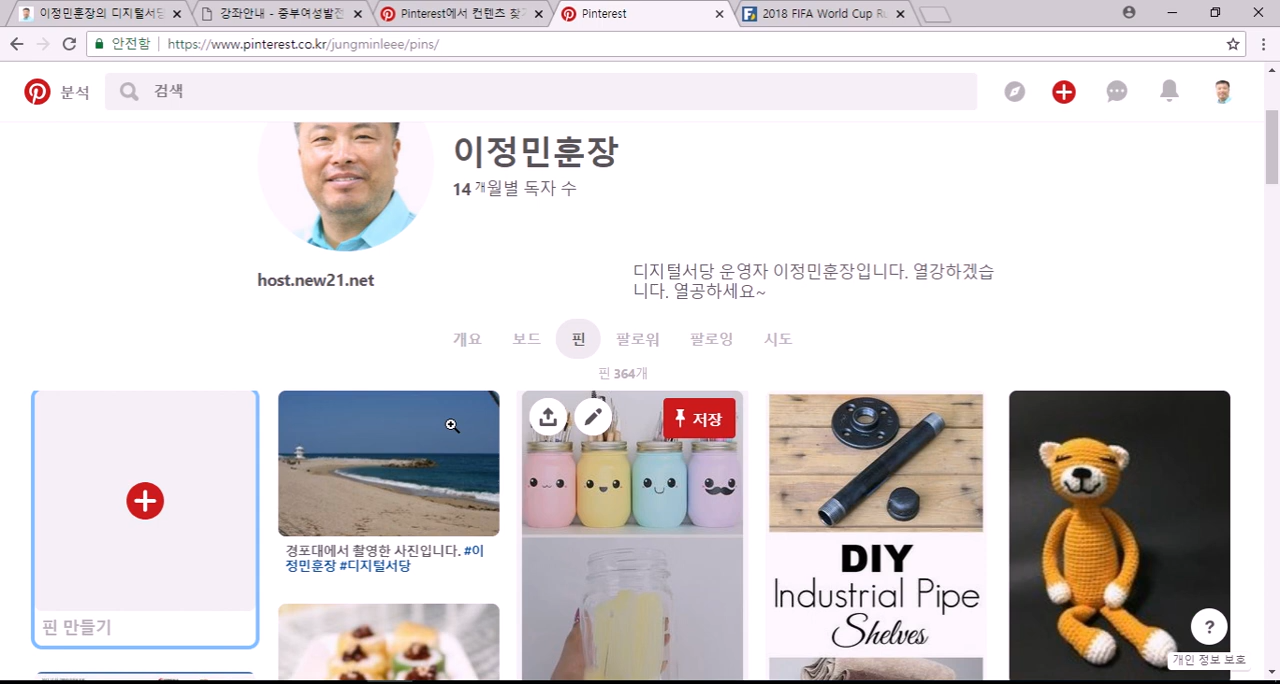 이정민훈장의 디지털서당
강좌안내 - 중부여성발전
Pinterest에서 컨텐츠 찾기
Pinterest
2018 FIFA World Cup Ru
안전함
https://www.pinterest.co.kr/jungminleee/pins/
분석
검색
이정민훈장
14 개월별 독자 수
host.new21.net
디지털서당 운영자 이정민훈장입니다. 열강하겠습
니다. 열공하세요~
개요
보드
핀
팔로워
팔로잉
시도
핀 364개
저장
경포대에서 촬영한 사진입니다. #이
정민훈장 #디지털서당
DIY
Industrial Pipe
Shelves
핀 만들기
?
개인 정보 보호